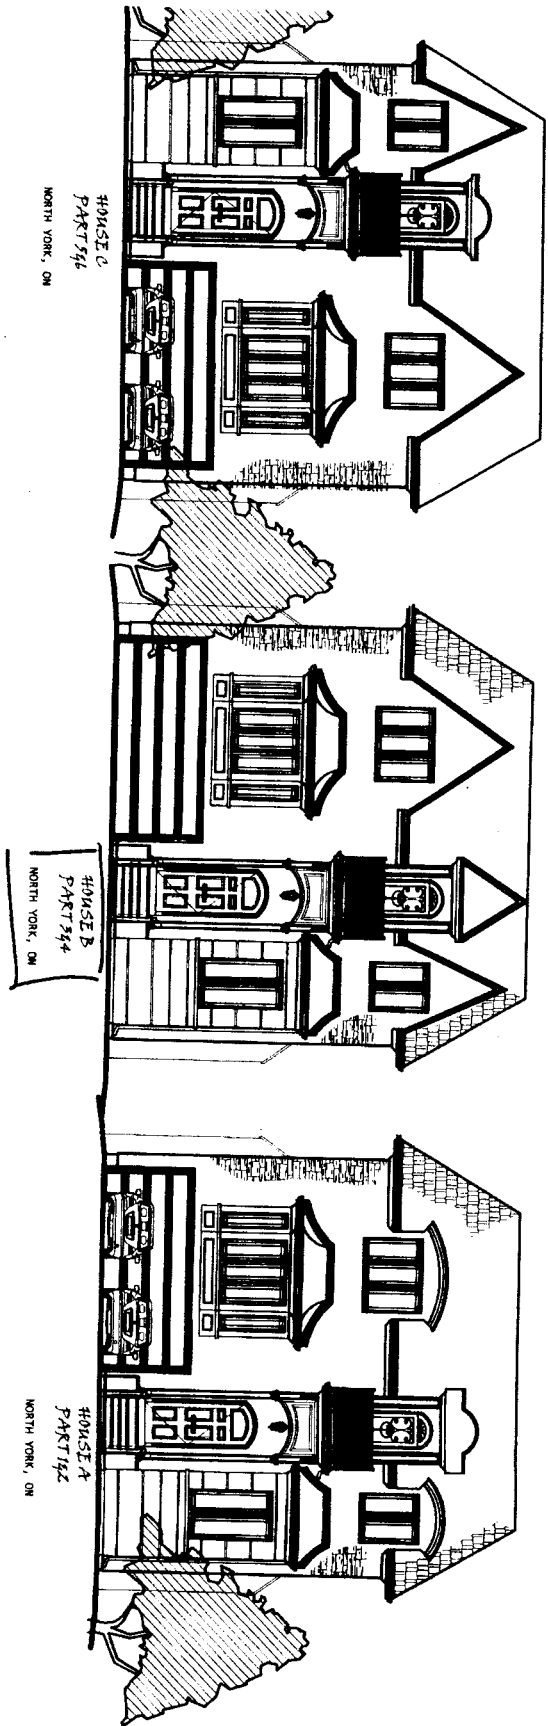 HOUSE C
PART 5&6
NORTH YORK, ON
HOUSE B
PART 3&4
NORTH YORK, ON
HOUSE A
PART 1&2
NORTH YORK, ON